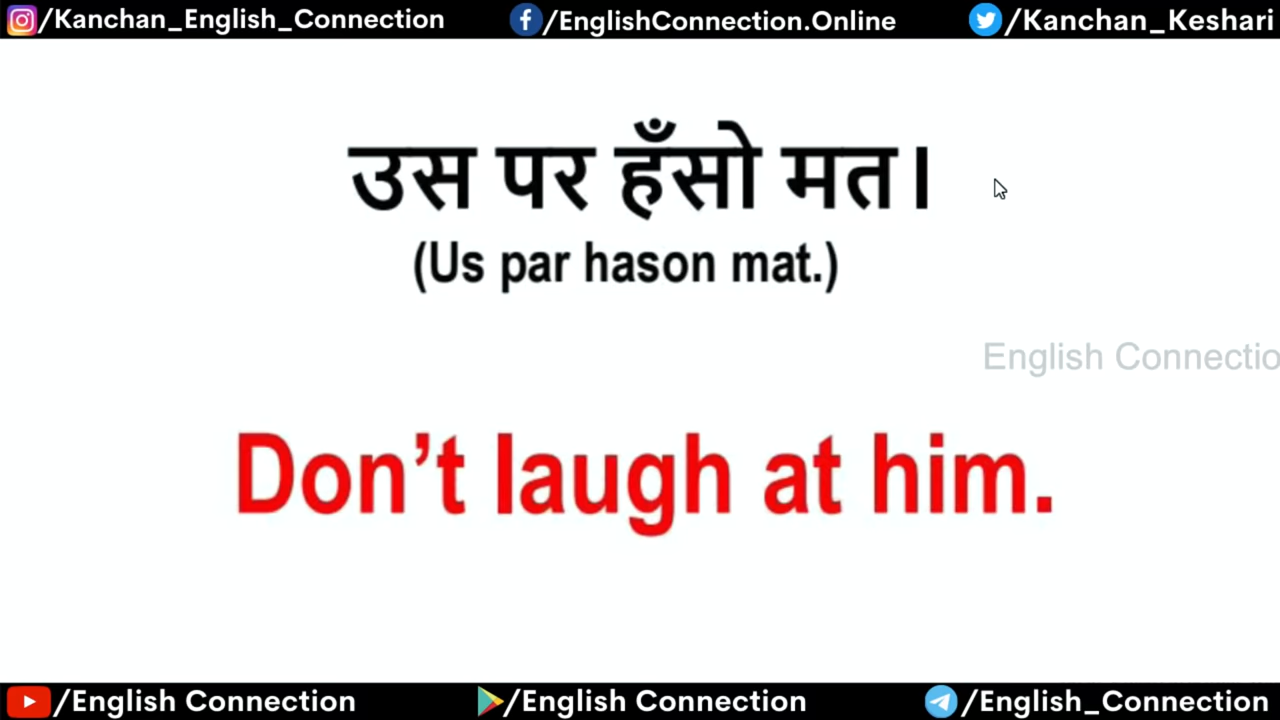 /Kanchan_English_Connection /EnglishConnection.Online /Kanchan_Keshari
उस पर हँसो मत।
(Us par hason mat.)
English Connectio
Don't laugh at him.
/English Connection /English Connection /English_Connection